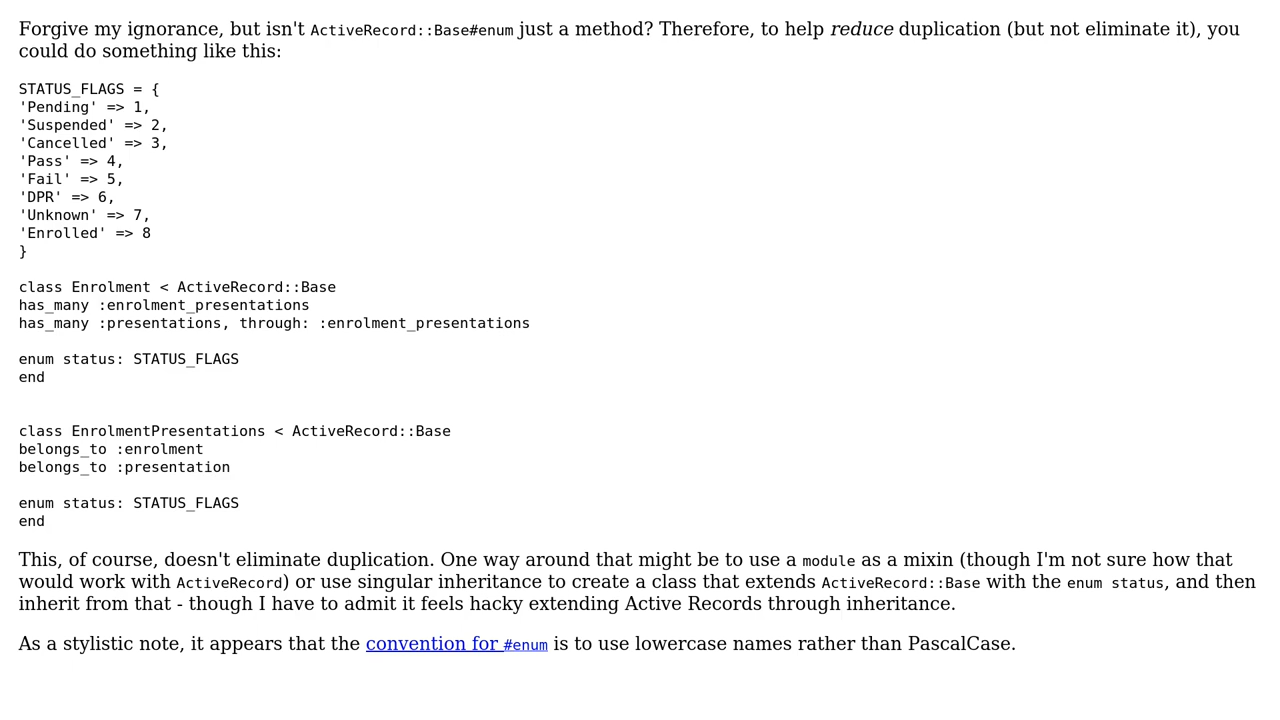 Forgive my ignorance, but isn't ActiveRecord::Base#enum just a method? Therefore, to help reduce duplication (but not eliminate it), you
could do something like this:
STATUS_FLAGS = {
'Pending' => 1,
'Suspended' => 2,
'Cancelled' => 3,
'Pass' => 4,
'Fail' => 5,
'DPR' => 6,
'Unknown' => 7,
'Enrolled' => 8
}
class Enrolment < ActiveRecord::Base
has_many :enrolment_presentations
has_many :presentations, through: :enrolment_presentations
enum status: STATUS_FLAGS
end
class EnrolmentPresentations < ActiveRecord::Base
belongs_to :enrolment
belongs_to :presentation
enum status: STATUS_FLAGS
end
This, of course, doesn't eliminate duplication. One way around that might be to use a module as a mixin (though I'm not sure how that
would work with ActiveRecord) or use singular inheritance to create a class that extends ActiveRecord::Base with the enum status, and then
inherit from that - though I have to admit it feels hacky extending Active Records through inheritance.
As a stylistic note, it appears that the convention for #enum is to use lowercase names rather than PascalCase.